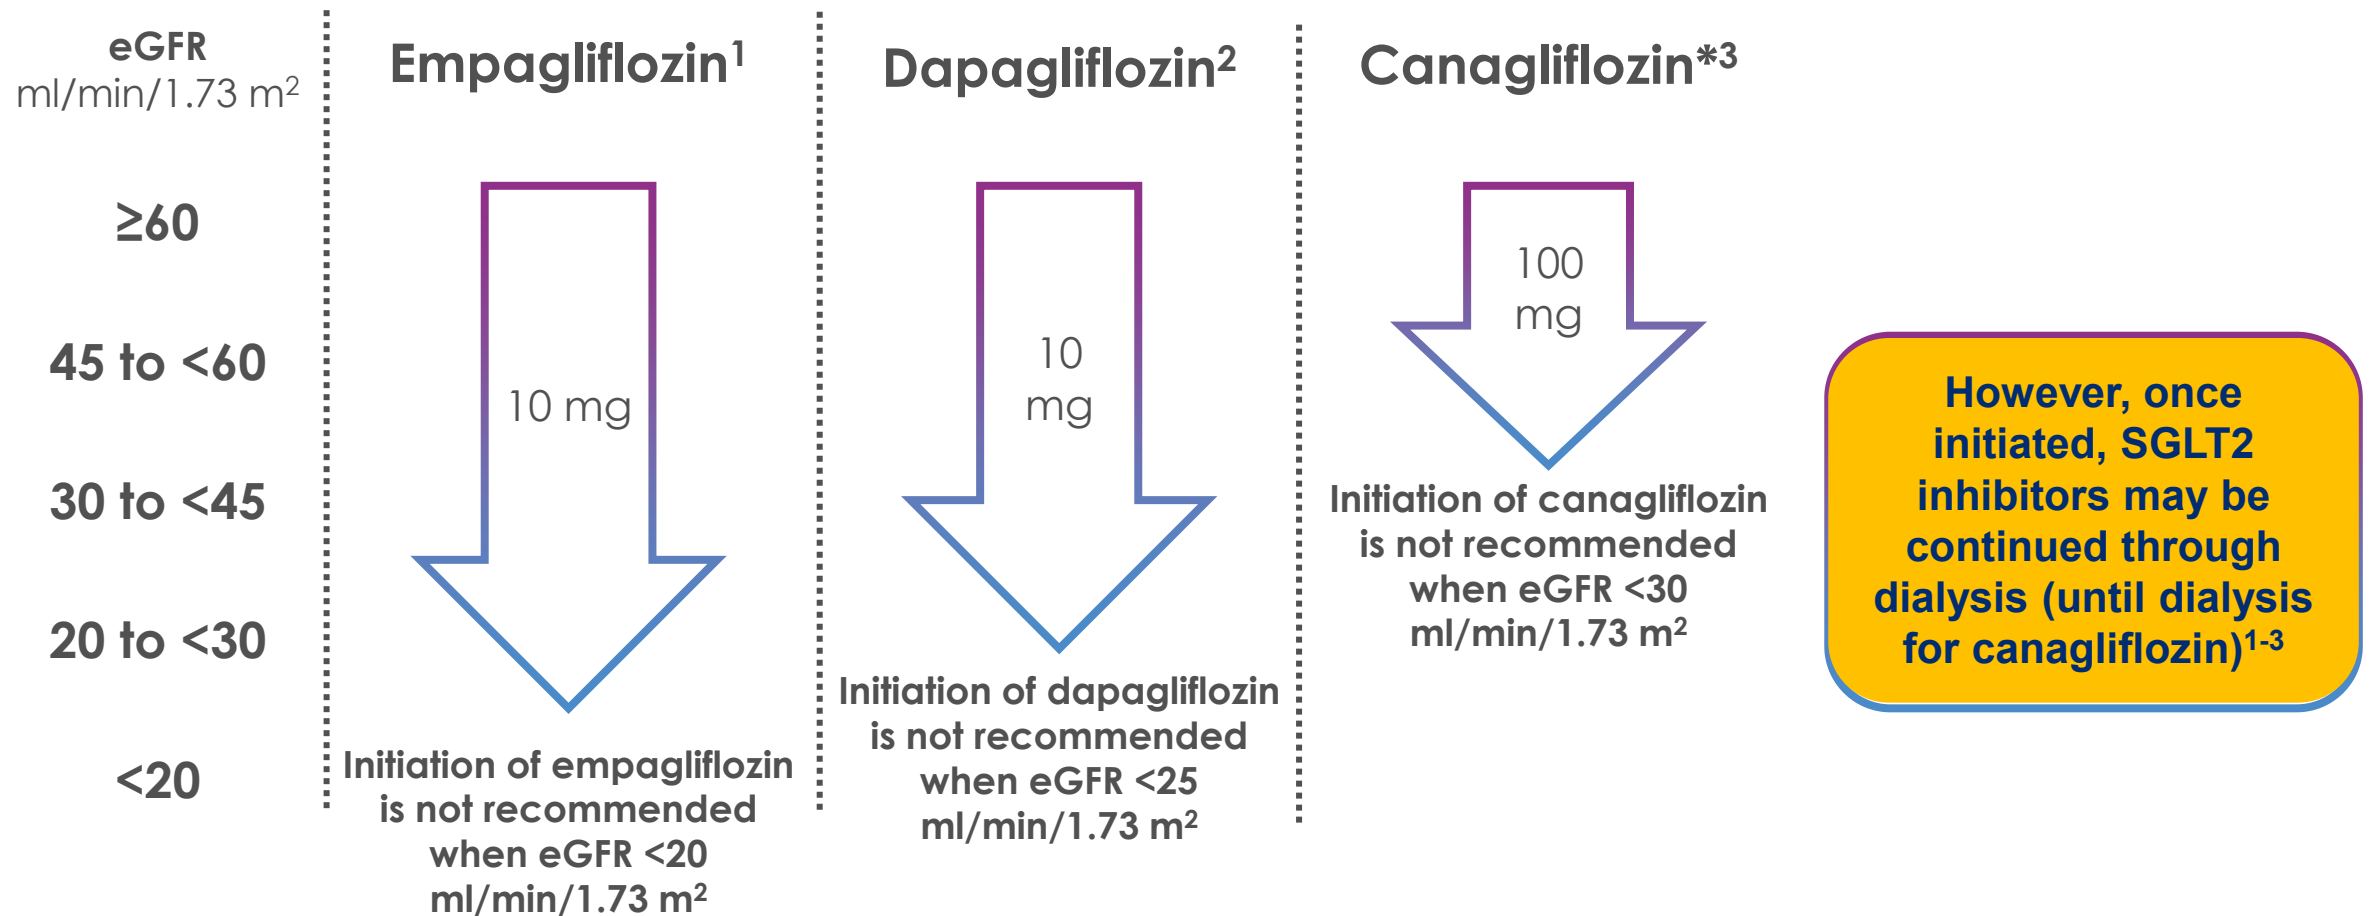 eGFR
ml/min/1.73 m²
≥60
45 to <60
30 to <45
20 to <30
<20
Empagliflozin¹
10 mg
Initiation of empagliflozin
is not recommended
when eGFR <20
ml/min/1.73 m²
Dapagliflozin²
10
mg
Initiation of dapagliflozin
is not recommended
when eGFR <25
ml/min/1.73 m²
Canagliflozin*³
100
mg
Initiation of canagliflozin
is not recommended
when eGFR <30
ml/min/1.73 m²
However, once
initiated, SGLT2
inhibitors may be
continued through
dialysis (until dialysis
for canagliflozin)¹⁻³